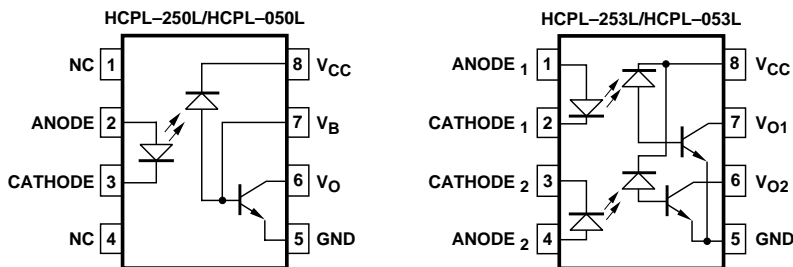 HCPL–250L/HCPL–050L
NC 1
ANODE 2
CATHODE 3
NC 4
8 VCC
7 VB
6 VO
5 GND
HCPL–253L/HCPL–053L
ANODE 1 1
CATHODE 1 2
CATHODE 2 3
ANODE 2 4
8 VCC
7 VO1
6 VO2
5 GND